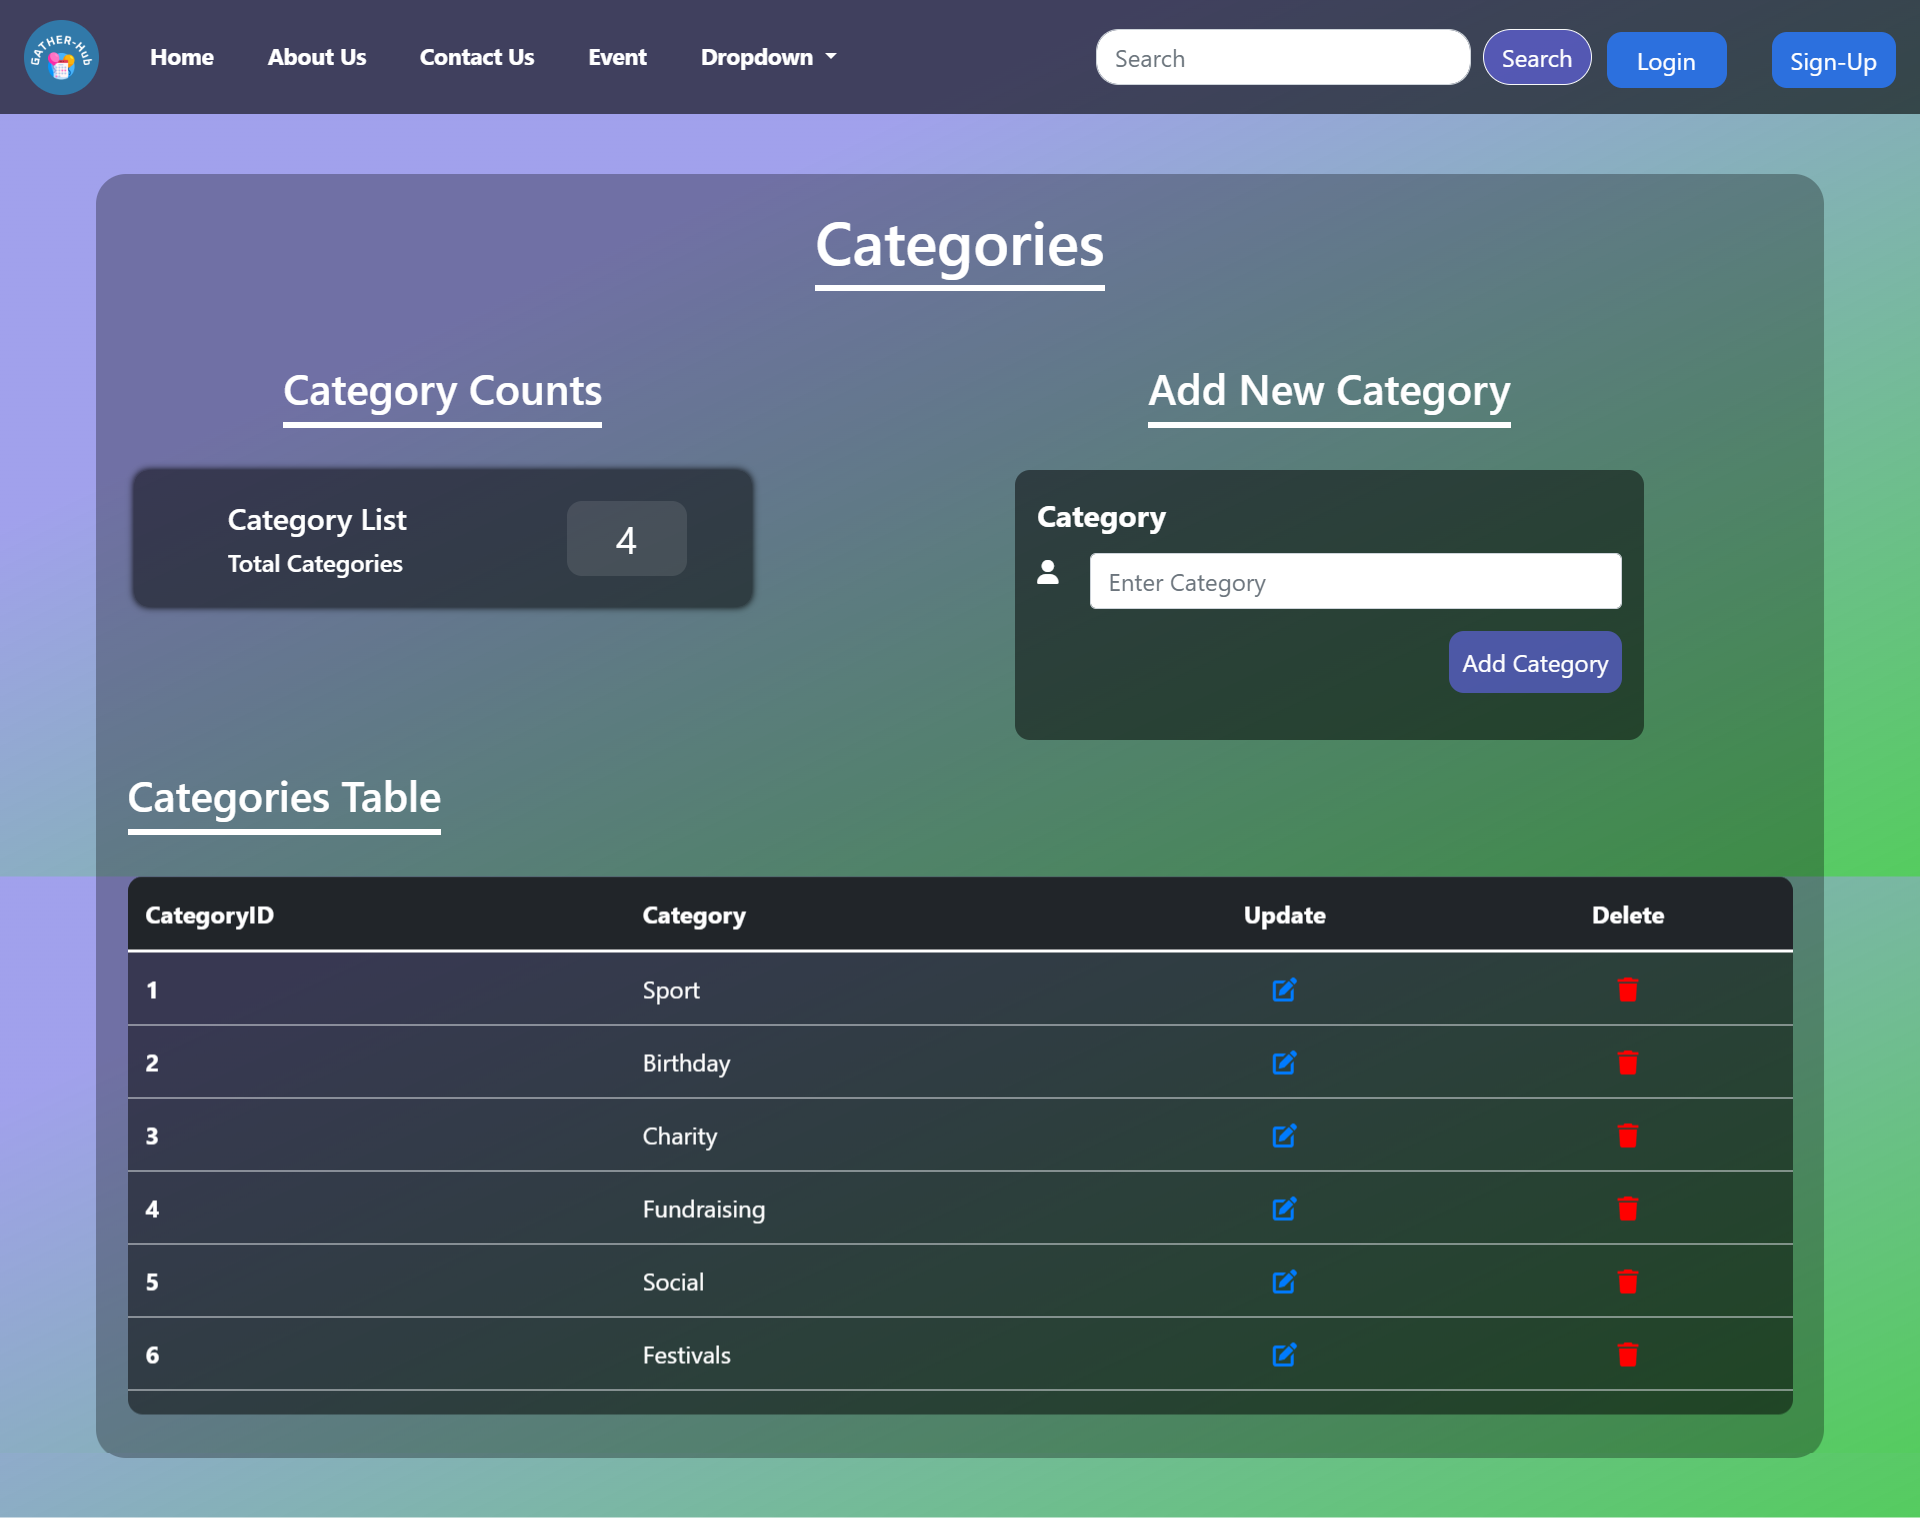 GATHER-Hub
Home About Us Contact Us Event Dropdown Search Search Login Sign-Up
Categories
Category Counts Add New Category
Category List
Total Categories
4
Category
Enter Category
Add Category
Categories Table
CategoryID Category Update Delete
1 Sport
2 Birthday
3 Charity
4 Fundraising
5 Social
6 Festivals